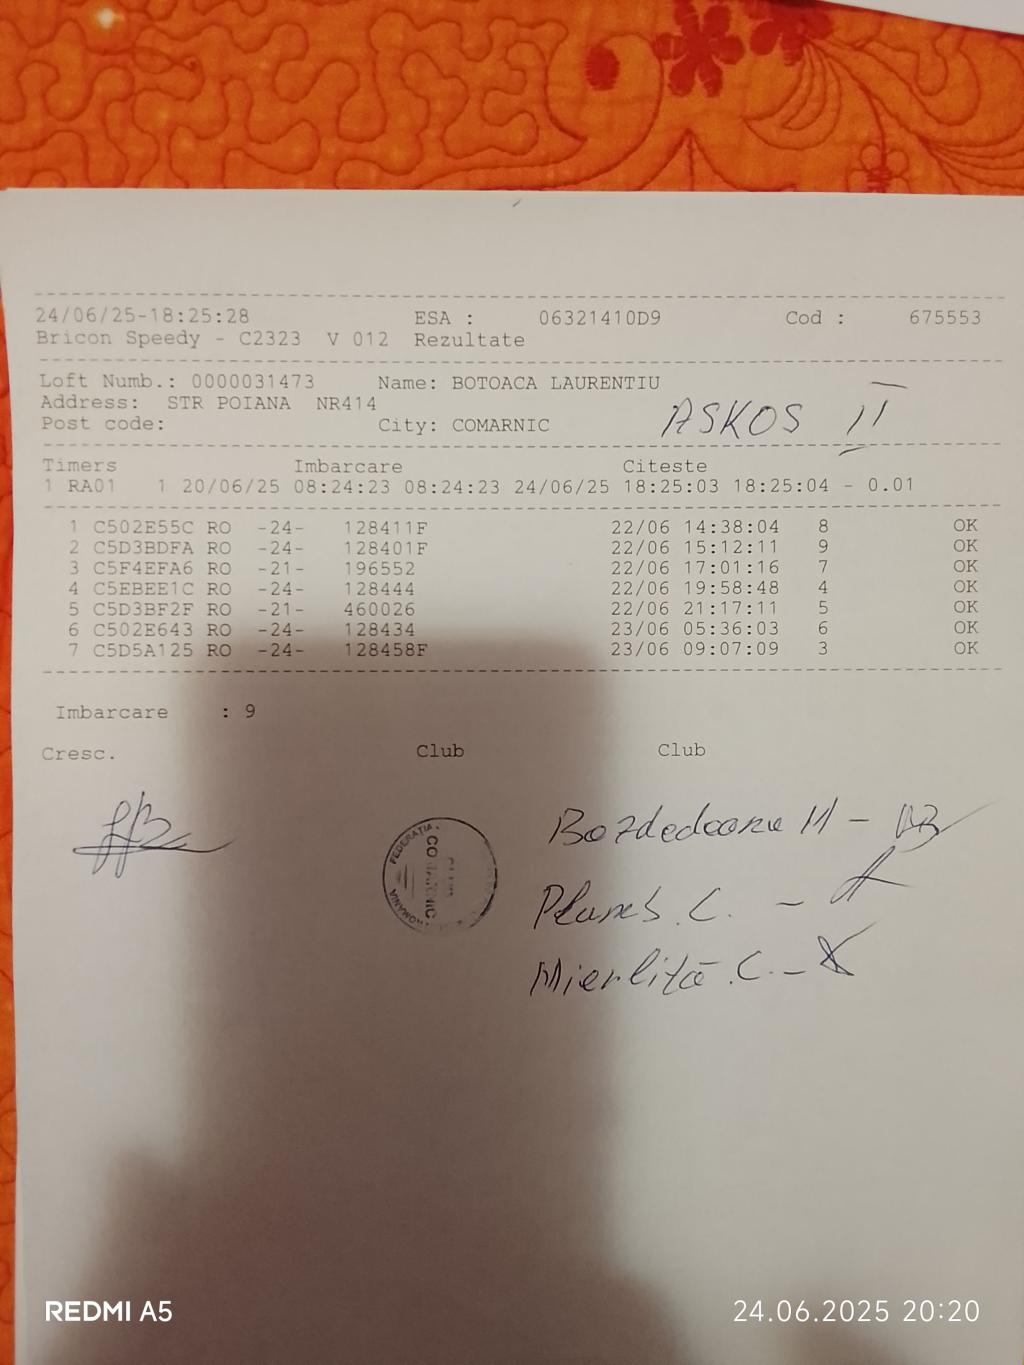 24/06/25-18:25:28 ESA : 06321410D9 Cod : 675553
Bricon Speedy - C2323 V 012 Rezultate
Loft Numb.: 0000031473 Name: BOTOACA LAURENTIU
Address: STR POIANA NR414
Post code: City: COMARNIC
ASKOS II
Timers Imbarcare Citeste
1 RA01 1 20/06/25 08:24:23 08:24:23 24/06/25 18:25:03 18:25:04 - 0.01
1 C502E55C RO -24- 128411F 22/06 14:38:04 8 OK
2 C5D3BDFA RO -24- 128401F 22/06 15:12:11 9 OK
3 C5F4EFA6 RO -21- 196552 22/06 17:01:16 7 OK
4 C5EBEE1C RO -24- 128444 22/06 19:58:48 4 OK
5 C5D3BF2F RO -21- 460026 22/06 21:17:11 5 OK
6 C502E643 RO -24- 128434 23/06 05:36:03 6 OK
7 C5D5A125 RO -24- 128458F 23/06 09:07:09 3 OK
Imbarcare : 9
Cresc. Club Club
FEDERATIA
COMARNIC
ROMANIA
Mierlită .C. -
REDMI A5 24.06.2025 20:20